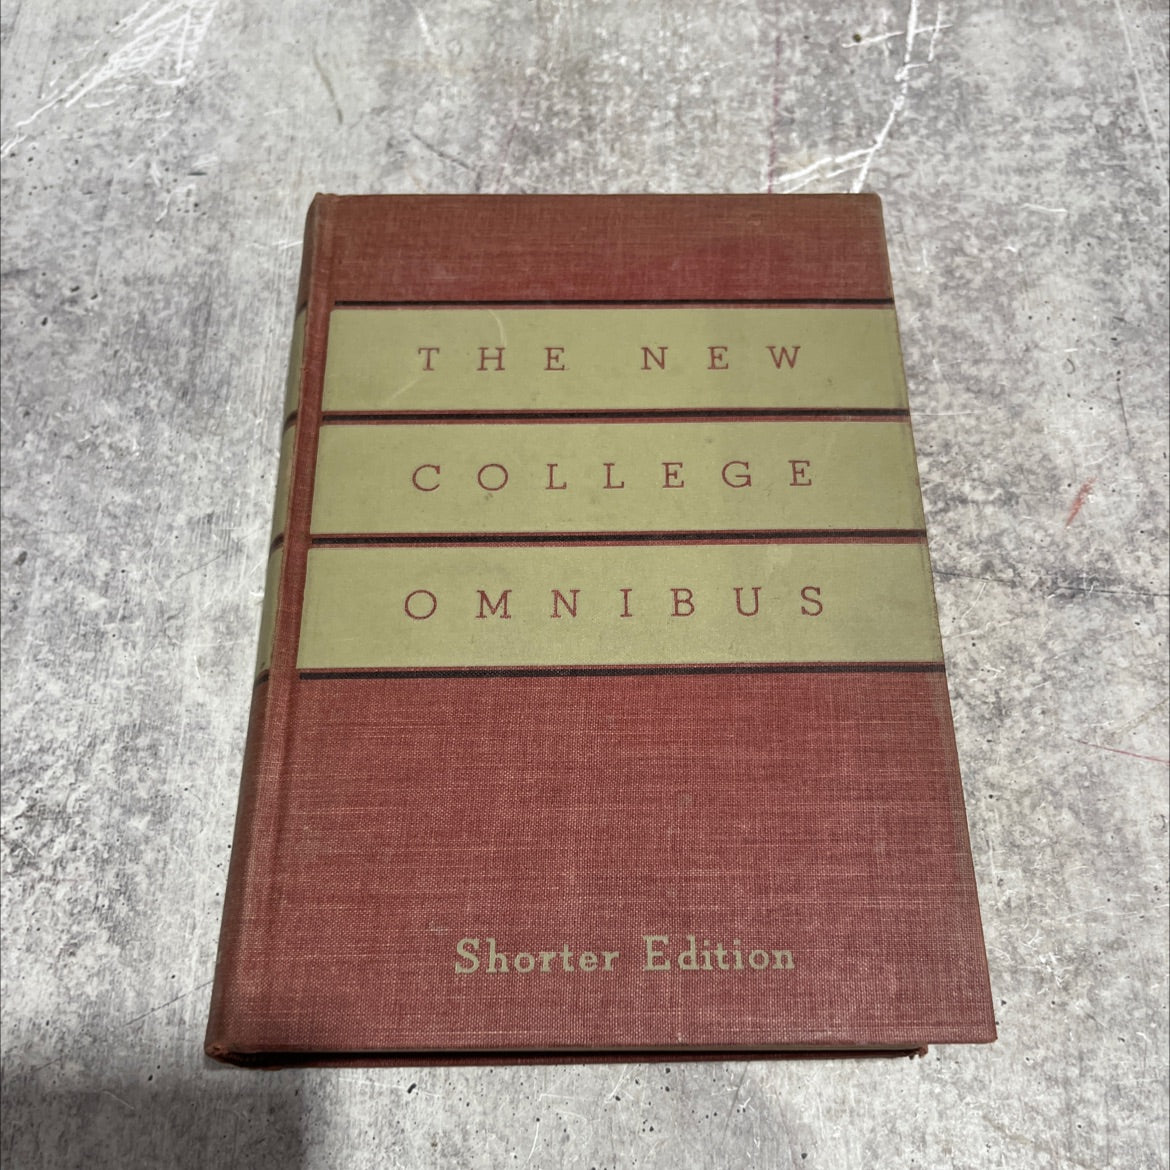 THE NEW
COLLEGE
OMNIBUS
Shorter Edition